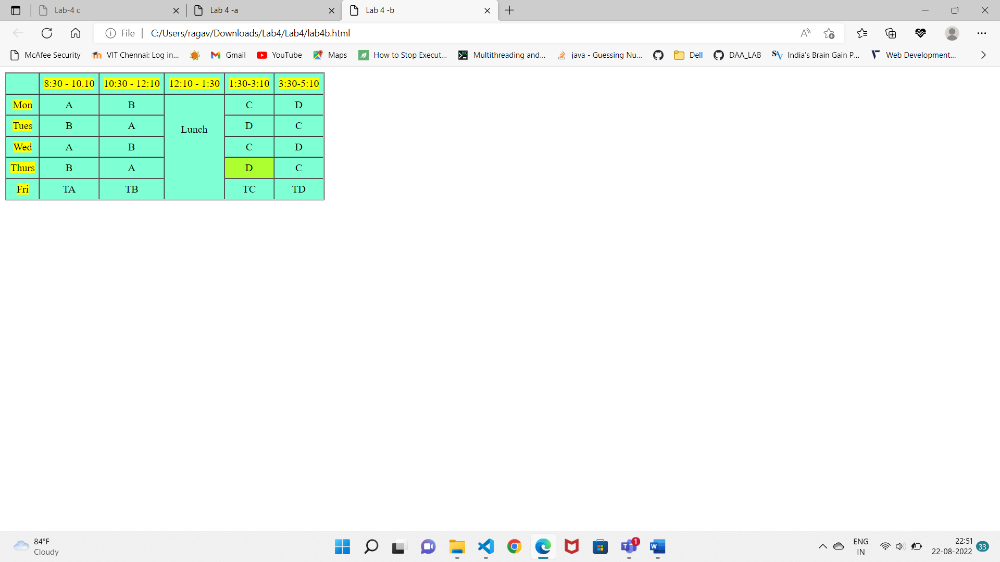 Lab-4 c
Lab 4 -a
Lab 4 -b
File
C:/Users/ragav/Downloads/Lab4/Lab4/lab4b.html
McAfee Security
VIT Chennai: Log in...
Gmail
YouTube
Maps
How to Stop Execut...
Multithreading and...
java - Guessing Nu...
Dell
DAA_LAB
India's Brain Gain P...
Web Development...
8:30 - 10.10 10:30 - 12:10 12:10 - 1:30 1:30-3:10 3:30-5:10
Mon A B C D
Tues B A D C
Lunch
Wed A B C D
Thurs B A D C
Fri TA TB TC TD
84°F
Cloudy
1
ENG
IN
22:51
22-08-2022
33